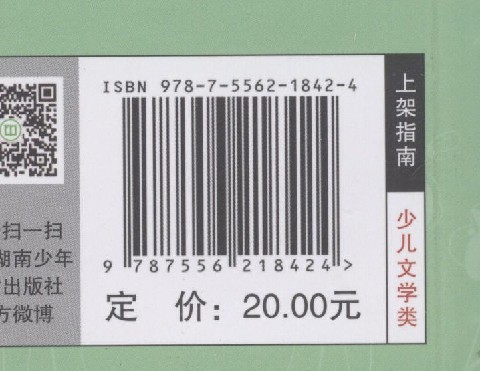 ISBN 978-7-5562-1842-4
9 787556 218424 >
定 价：20.00元
上架指南
少儿文学类
扫一扫
湖南少年
出版社
方微博